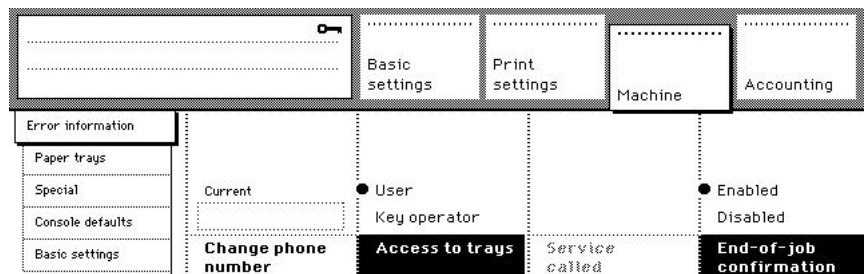 Basic
settings
Print
settings
Machine
Accounting
Error information
Paper trays
Special
Console defaults
Basic settings
Current
Change phone
number
User
Key operator
Access to trays
Service
called
Enabled
Disabled
End-of-job
confirmation